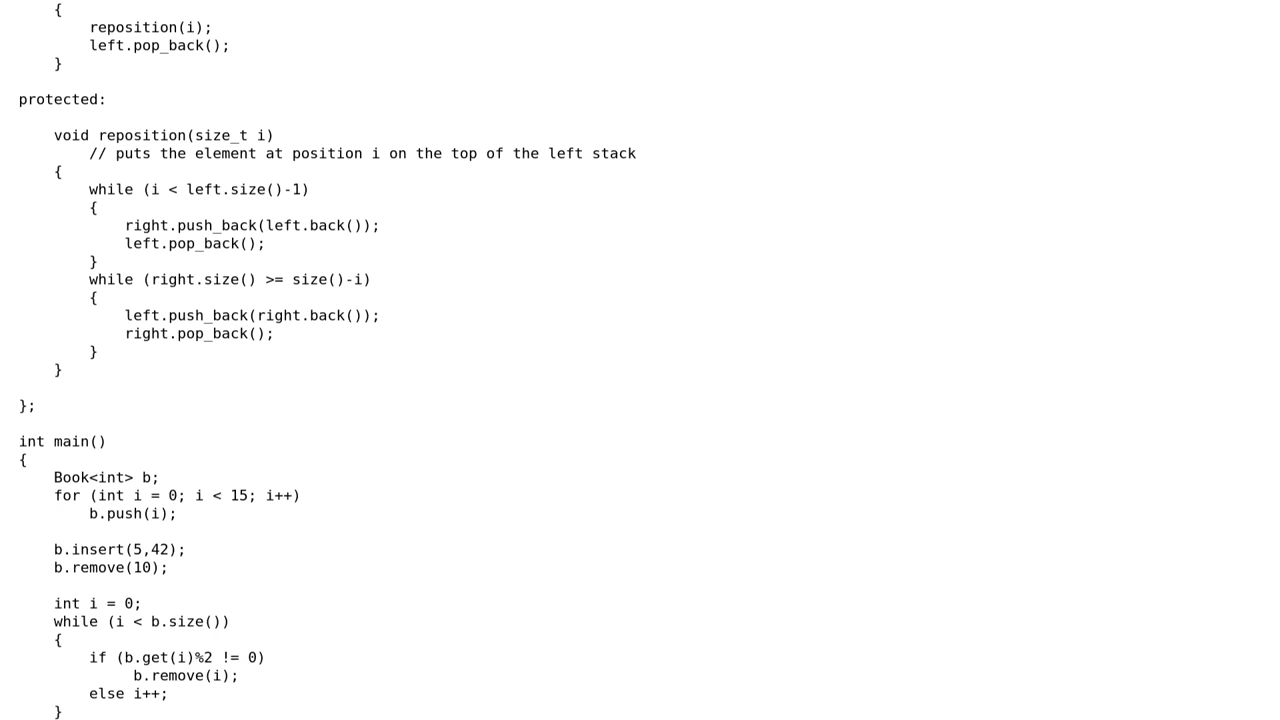 {
        reposition(i);
        left.pop_back();
    }

protected:

    void reposition(size_t i)
        // puts the element at position i on the top of the left stack
    {
        while (i < left.size()-1)
        {
            right.push_back(left.back());
            left.pop_back();
        }
        while (right.size() >= size()-i)
        {
            left.push_back(right.back());
            right.pop_back();
        }
    }

};

int main()
{
    Book<int> b;
    for (int i = 0; i < 15; i++)
        b.push(i);

    b.insert(5,42);
    b.remove(10);

    int i = 0;
    while (i < b.size())
    {
        if (b.get(i)%2 != 0)
             b.remove(i);
        else i++;
    }